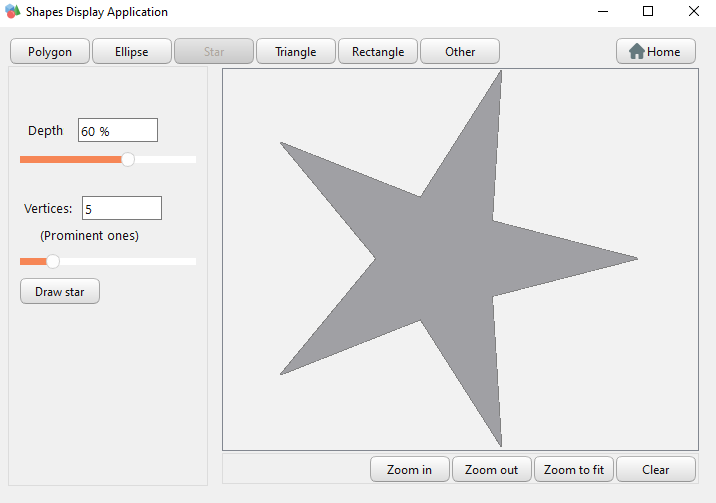 Shapes Display Application
Polygon Ellipse Star Triangle Rectangle Other Home
Depth 60 %
Vertices: 5
(Prominent ones)
Draw star
Zoom in Zoom out Zoom to fit Clear